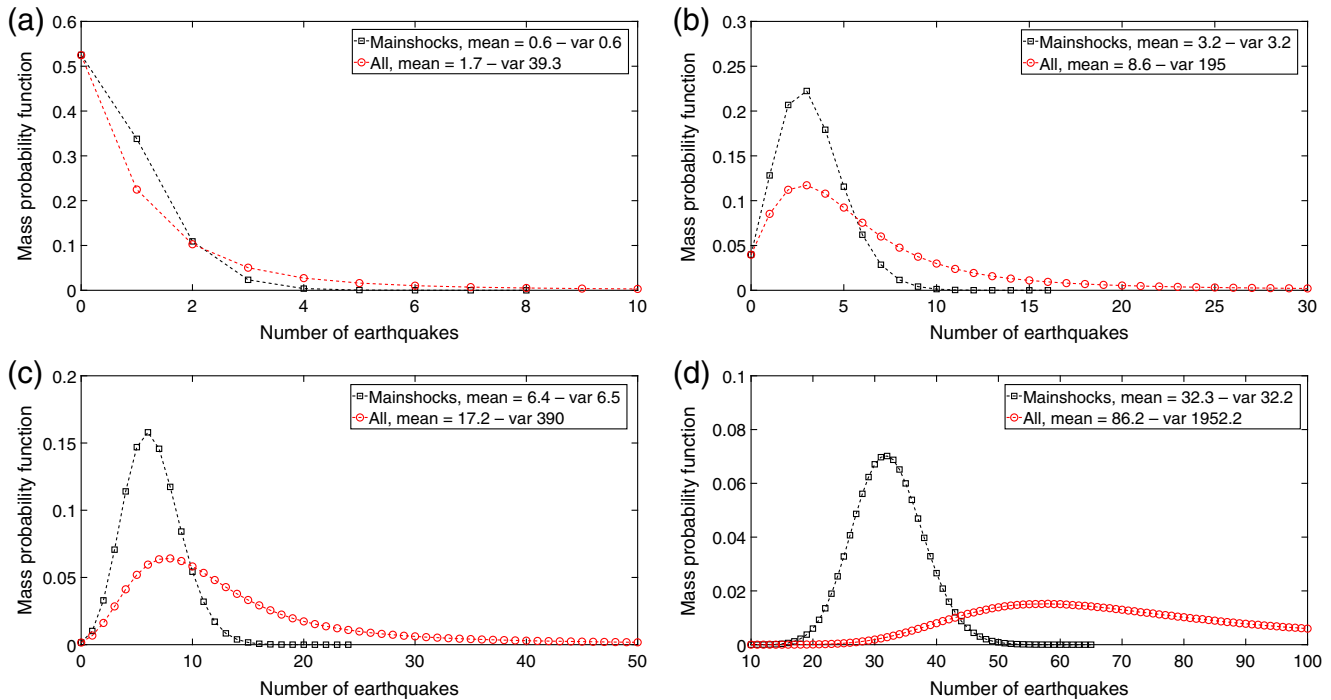 (a)
Mass probability function
0.6
0.5
0.4
0.3
0.2
0.1
0
Mainshocks, mean = 0.6 – var 0.6
All, mean = 1.7 – var 39.3
0 2 4 6 8 10
Number of earthquakes
(b)
Mass probability function
0.3
0.25
0.20
0.15
0.10
0.05
0
Mainshocks, mean = 3.2 – var 3.2
All, mean = 8.6 – var 195
0 5 10 15 20 25 30
Number of earthquakes
(c)
Mass probability function
0.2
0.15
0.10
0.05
0
Mainshocks, mean = 6.4 – var 6.5
All, mean = 17.2 – var 390
0 10 20 30 40 50
Number of earthquakes
(d)
Mass probability function
0.1
0.08
0.06
0.04
0.02
0
Mainshocks, mean = 32.3 – var 32.2
All, mean = 86.2 – var 1952.2
10 20 30 40 50 60 70 80 90 100
Number of earthquakes